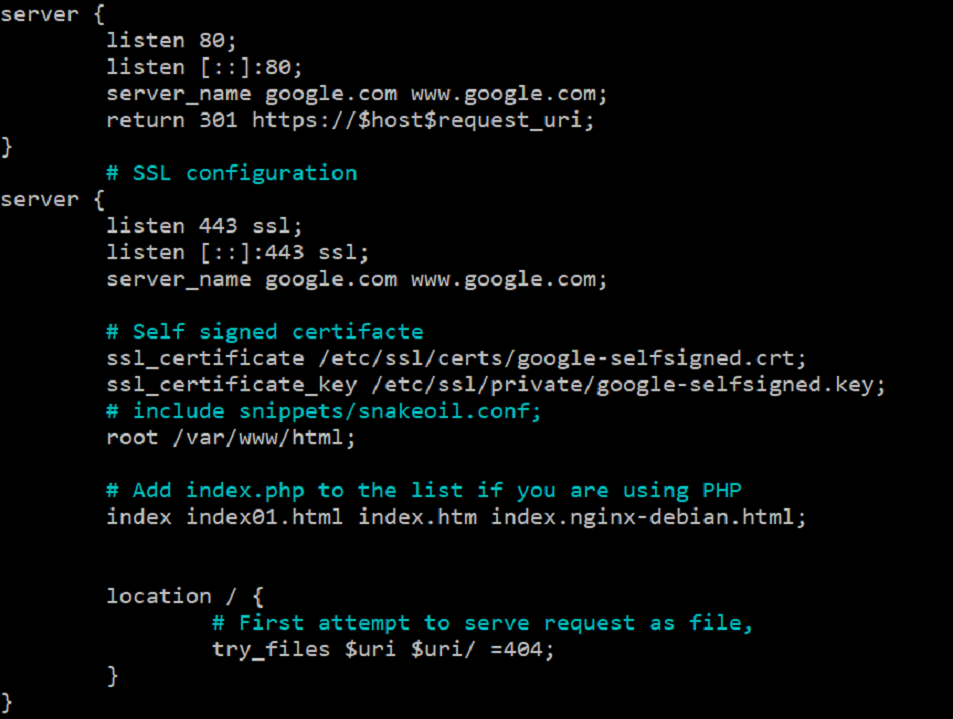 server {
listen 80;
listen [::]:80;
server_name google.com www.google.com;
return 301 https://$host$request_uri;
}
# SSL configuration
server {
listen 443 ssl;
listen [::]:443 ssl;
server_name google.com www.google.com;
# Self signed certifacte
ssl_certificate /etc/ssl/certs/google-selfsigned.crt;
ssl_certificate_key /etc/ssl/private/google-selfsigned.key;
# include snippets/snakeoil.conf;
root /var/www/html;
# Add index.php to the list if you are using PHP
index index01.html index.htm index.nginx-debian.html;
location / {
# First attempt to serve request as file,
try_files $uri $uri/ =404;
}
}